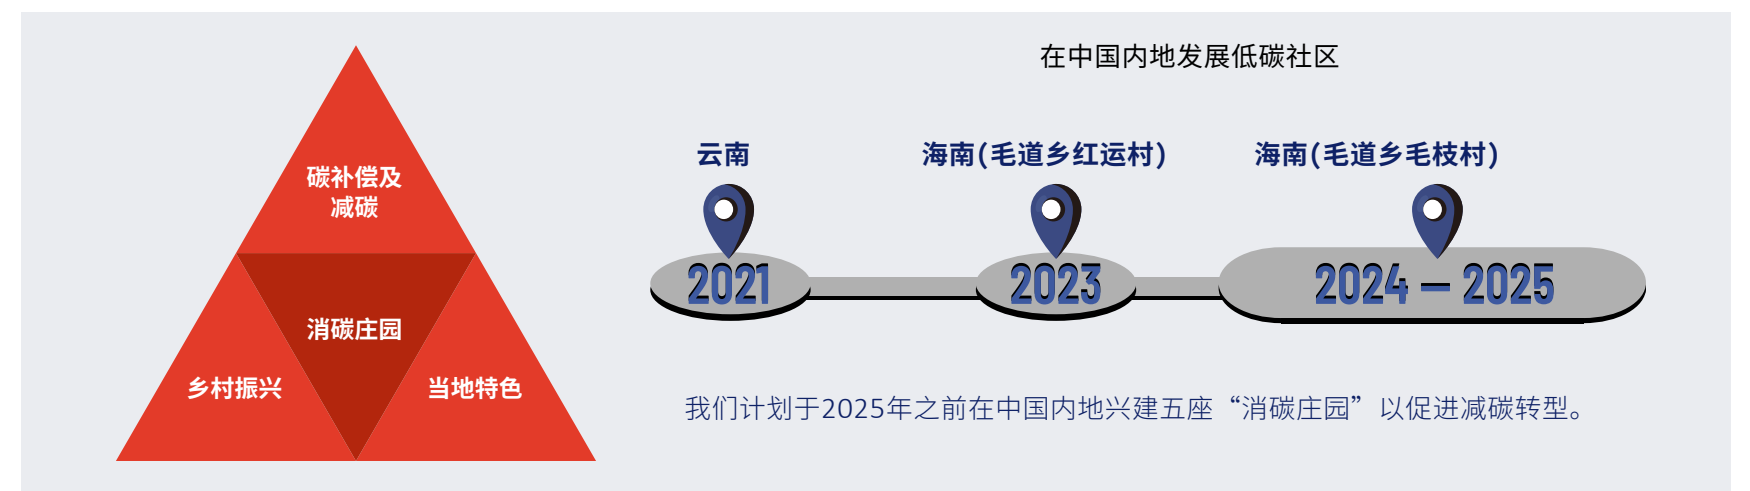 碳补偿及
减碳
消碳庄园
乡村振兴
当地特色
在中国内地发展低碳社区
云南
海南(毛道乡红运村)
海南(毛道乡毛枝村)
2021
2023
2024 — 2025
我们计划于2025年之前在中国内地兴建五座“消碳庄园”以促进减碳转型。